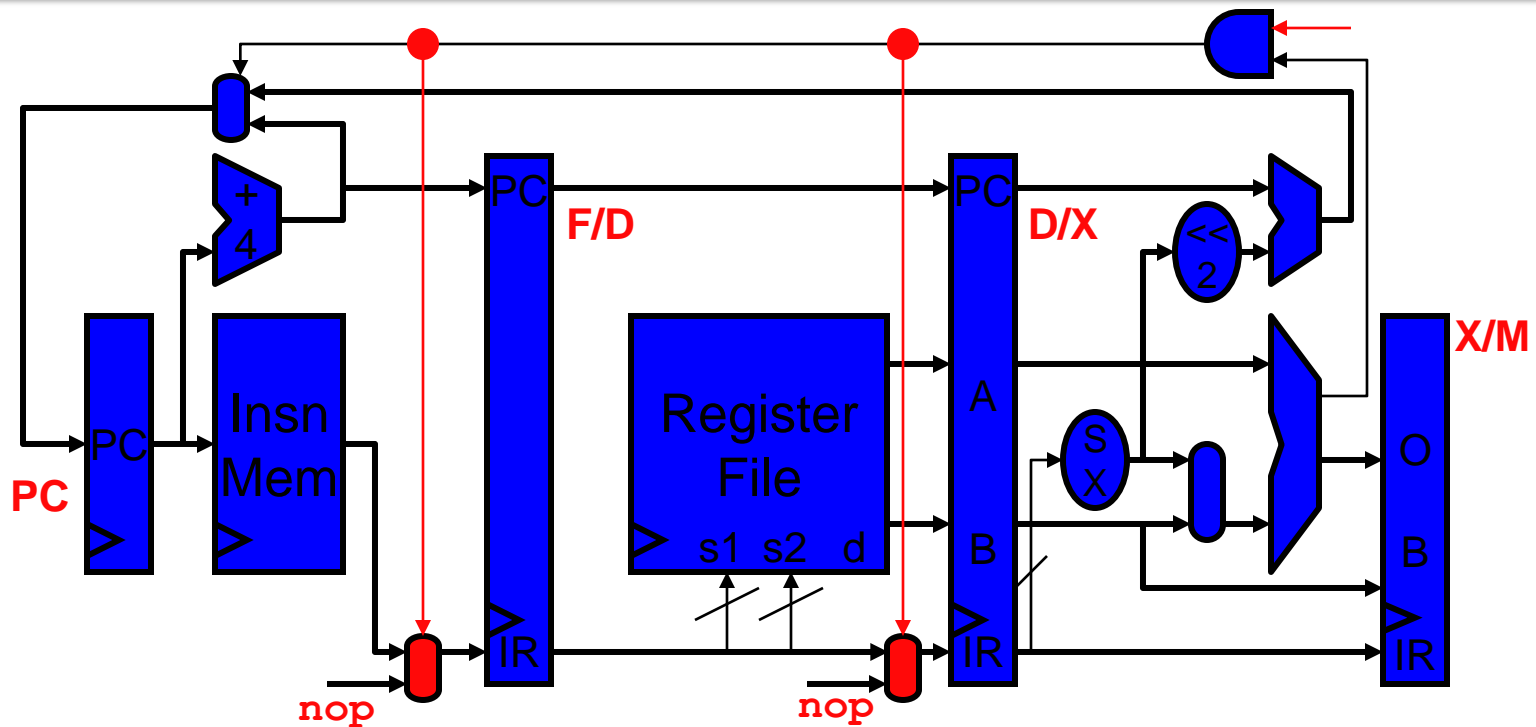 +
4
PC
PC
F/D
D/X
<<
2
X/M
PC
PC
Insn
Mem
Register
File
s1 s2 d
A
B
S
X
O
B
IR
IR
IR
nop
nop